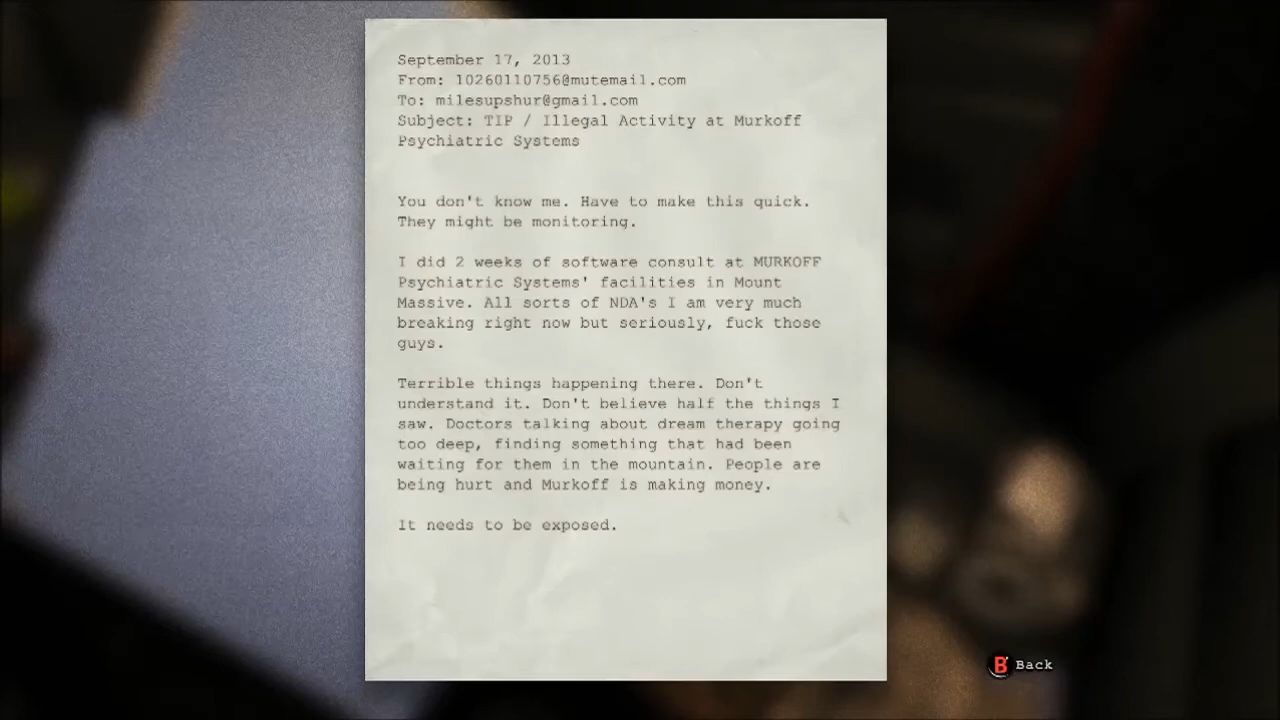 September 17, 2013
From: 10260110756@mutemail.com
To: milesupshur@gmail.com
Subject: TIP / Illegal Activity at Murkoff
Psychiatric Systems
You don't know me. Have to make this quick.
They might be monitoring.
I did 2 weeks of software consult at MURKOFF
Psychiatric Systems' facilities in Mount
Massive. All sorts of NDA's I am very much
breaking right now but seriously, fuck those
guys.
Terrible things happening there. Don't
understand it. Don't believe half the things I
saw. Doctors talking about dream therapy going
too deep, finding something that had been
waiting for them in the mountain. People are
being hurt and Murkoff is making money.
It needs to be exposed.
B Back